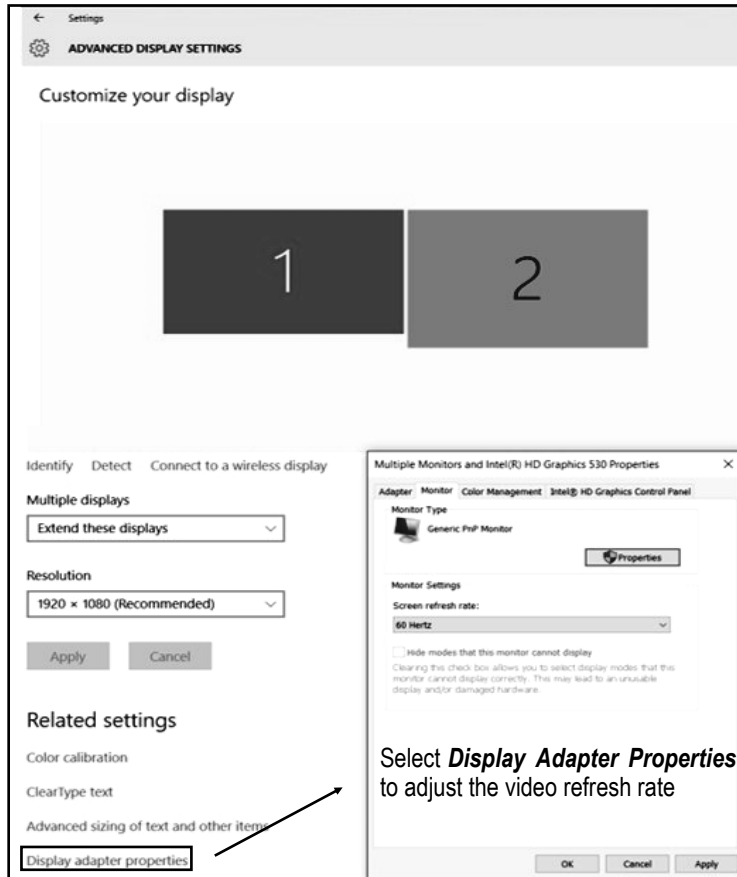 ← Settings
ADVANCED DISPLAY SETTINGS
Customize your display
1
2
Identify Detect Connect to a wireless display
Multiple displays
Extend these displays
Resolution
1920 × 1080 (Recommended)
Apply Cancel
Related settings
Color calibration
ClearType text
Advanced sizing of text and other items
Display adapter properties
Multiple Monitors and Intel(R) HD Graphics 530 Properties
Adapter Monitor Color Management Intel® HD Graphics Control Panel
Monitor Type
Generic PnP Monitor
Properties
Monitor Settings
Screen refresh rate:
60 Hertz
Hide modes that this monitor cannot display
Clearing this check box allows you to select display modes that this
monitor cannot display correctly. This may lead to an unusable
display and/or damaged hardware.
Select Display Adapter Properties
to adjust the video refresh rate
OK Cancel Apply